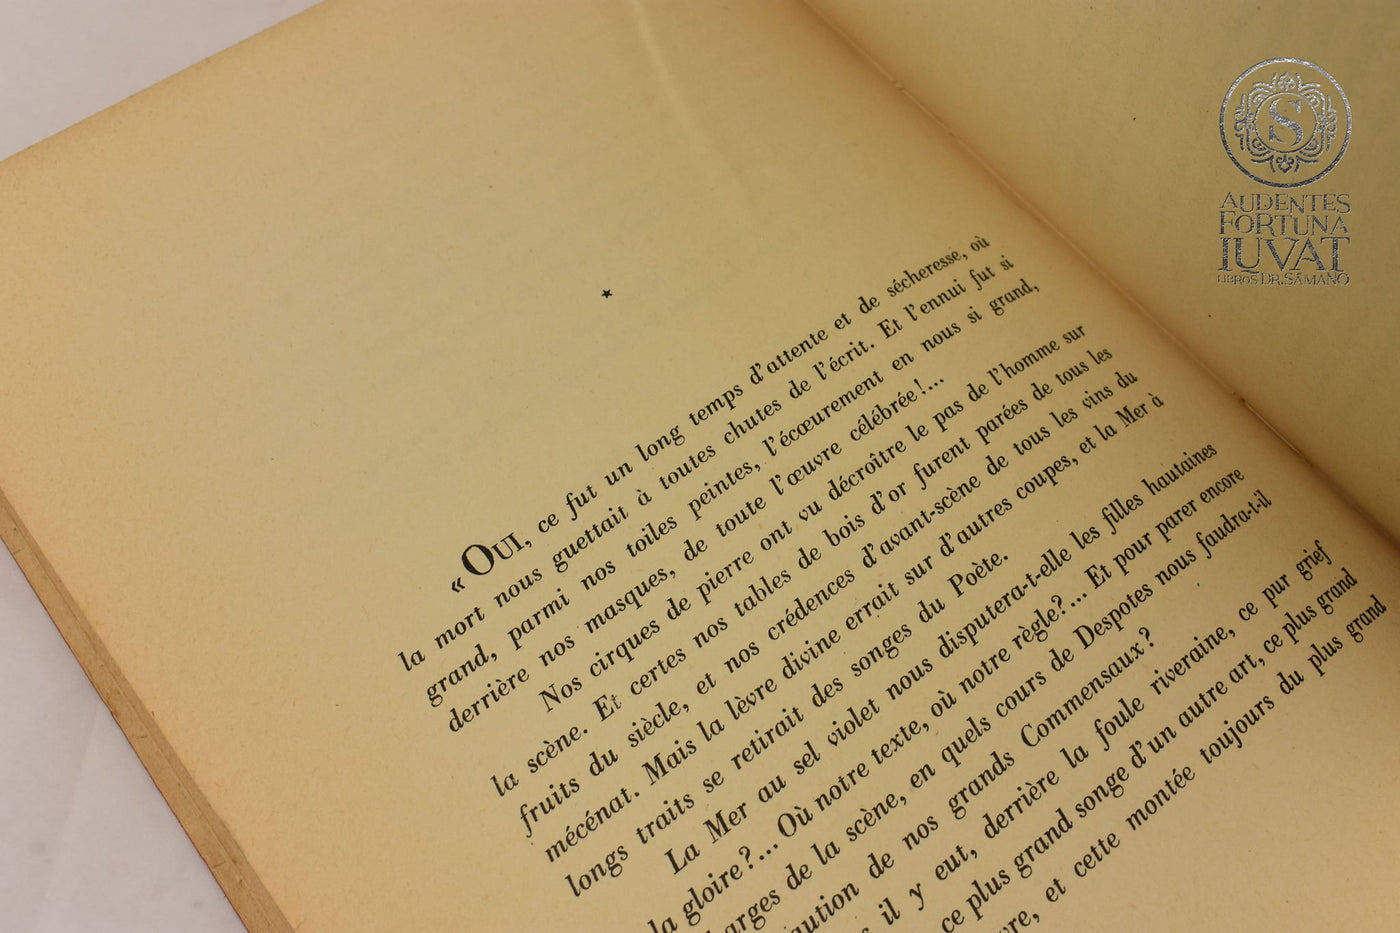 ★
« OUI, ce fut un long temps d'attente et de sécheresse, où
la mort nous guettait à toutes chutes de l'écrit. Et l'ennui fut si
grand, parmi nos toiles peintes, l'écœurement en nous si grand,
derrière nos masques, de toute l'œuvre célébrée!...
Nos cirques de pierre ont vu décroître le pas de l'homme sur
la scène. Et certes nos tables de bois d'or furent parées de tous les
fruits du siècle, et nos crédences d'avant-scène de tous les vins du
mécénat. Mais la lèvre divine errait sur d'autres coupes, et la Mer à
longs traits se retirait des songes du Poète.
La Mer au sel violet nous disputera-t-elle les filles hautaines
la gloire?... Où notre texte, où notre règle?... Et pour parer encore
arges de la scène, en quels cours de Despotes nous faudra-t-il
aution de nos grands Commensaux?
il y eut, derrière la foule riveraine, ce pur grief
ce plus grand songe d'un autre art, ce plus grand
vre, et cette montée toujours du plus grand
S
AUDENTES
FORTUNA
IUVAT
LIBROS DR. SÁMANO